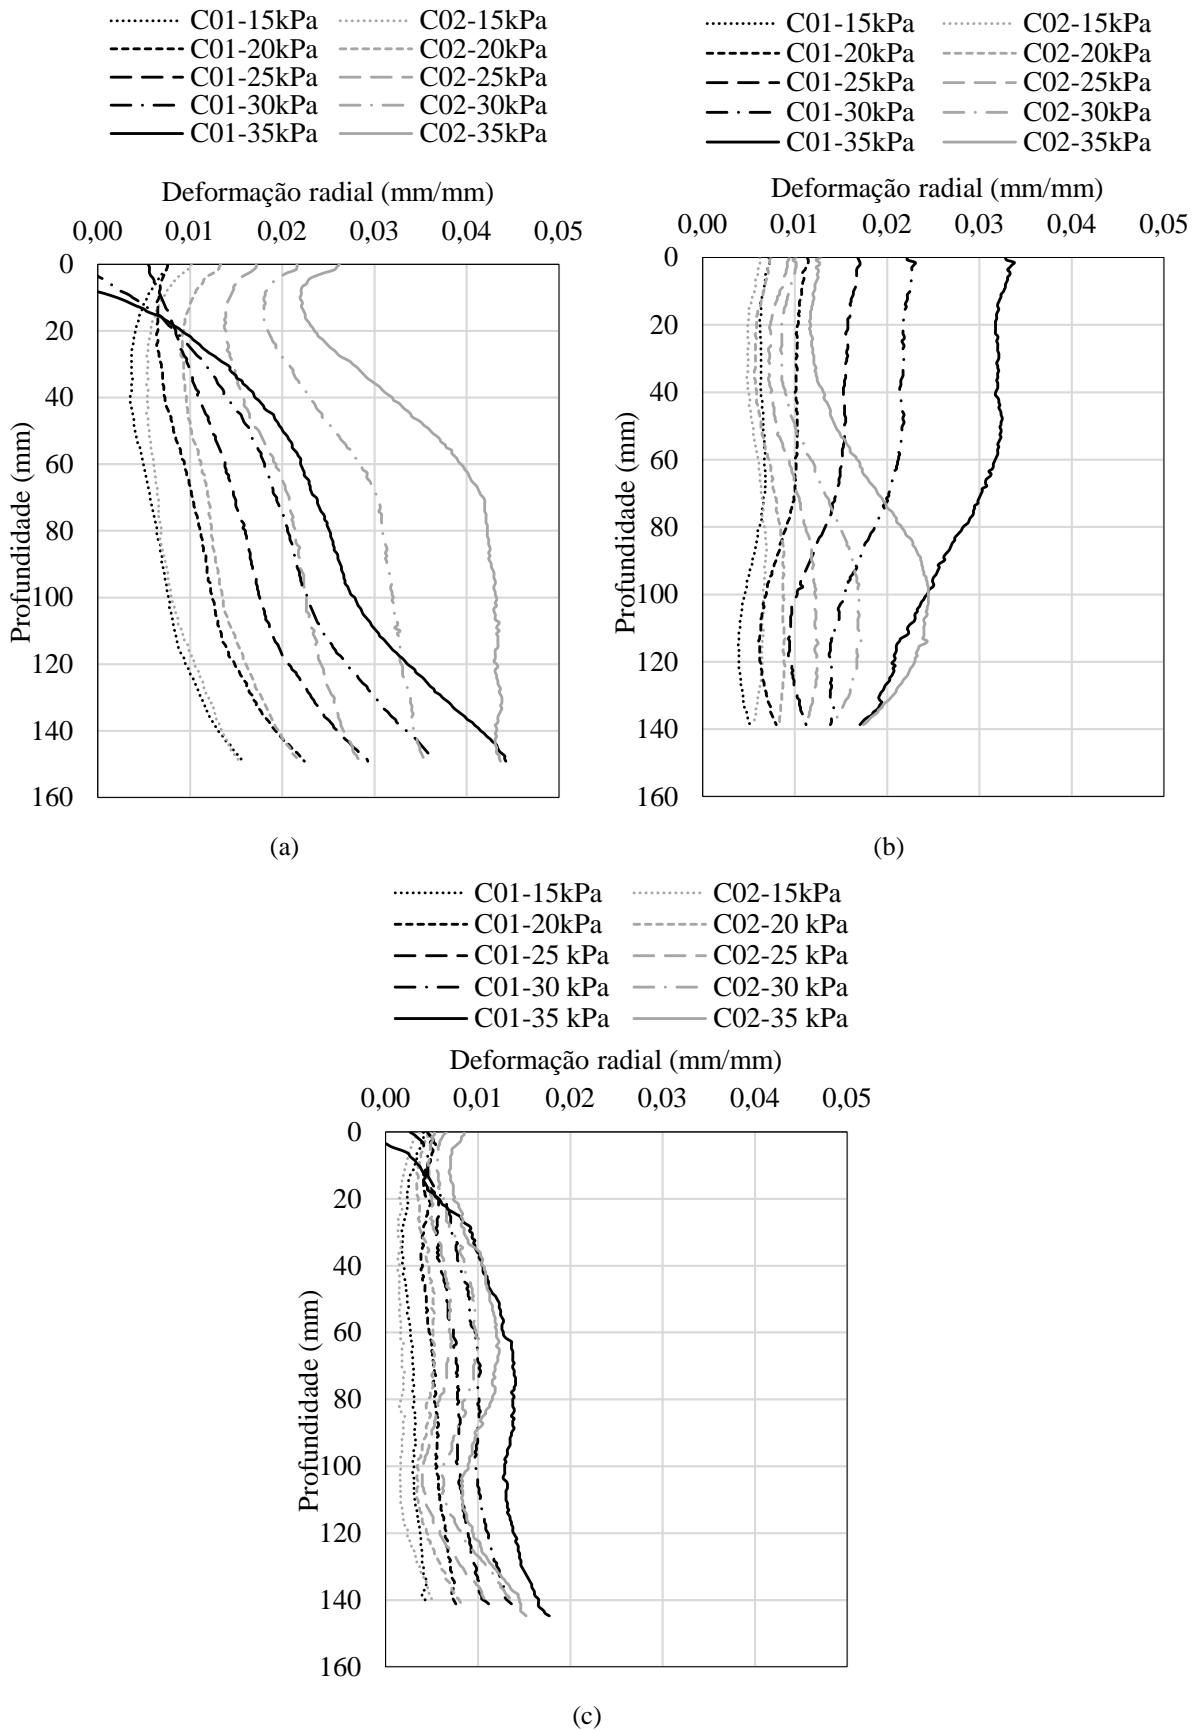 C01-15kPa C02-15kPa
C01-20kPa C02-20kPa
C01-25kPa C02-25kPa
C01-30kPa C02-30kPa
C01-35kPa C02-35kPa
Deformação radial (mm/mm)
0,00 0,01 0,02 0,03 0,04 0,05
0
20
40
60
80
100
120
140
160
Profundidade (mm)
(a)
C01-15kPa C02-15kPa
C01-20kPa C02-20kPa
C01-25kPa C02-25kPa
C01-30kPa C02-30kPa
C01-35kPa C02-35kPa
Deformação radial (mm/mm)
0,00 0,01 0,02 0,03 0,04 0,05
0
20
40
60
80
100
120
140
160
Profundidade (mm)
(b)
C01-15kPa C02-15kPa
C01-20kPa C02-20 kPa
C01-25 kPa C02-25 kPa
C01-30 kPa C02-30 kPa
C01-35 kPa C02-35 kPa
Deformação radial (mm/mm)
0,00 0,01 0,02 0,03 0,04 0,05
0
20
40
60
80
100
120
140
160
Profundidade (mm)
(c)